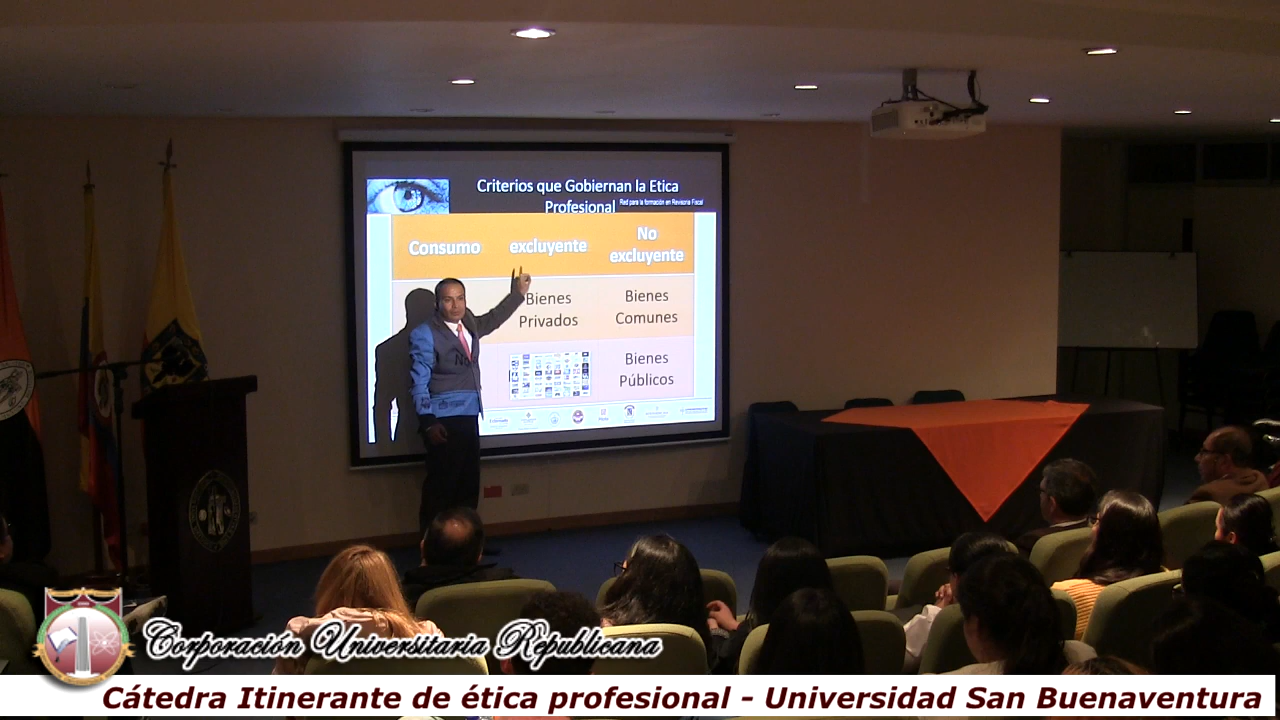 Criterios que Gobiernan la Etica
Profesional
Red para la formación en Revisoria Fiscal
Consumo excluyente No
excluyente
Bienes
Privados
Bienes
Comunes
Bienes
Públicos
Corporación Universitaria Republicana
Cátedra Itinerante de ética profesional - Universidad San Buenaventura